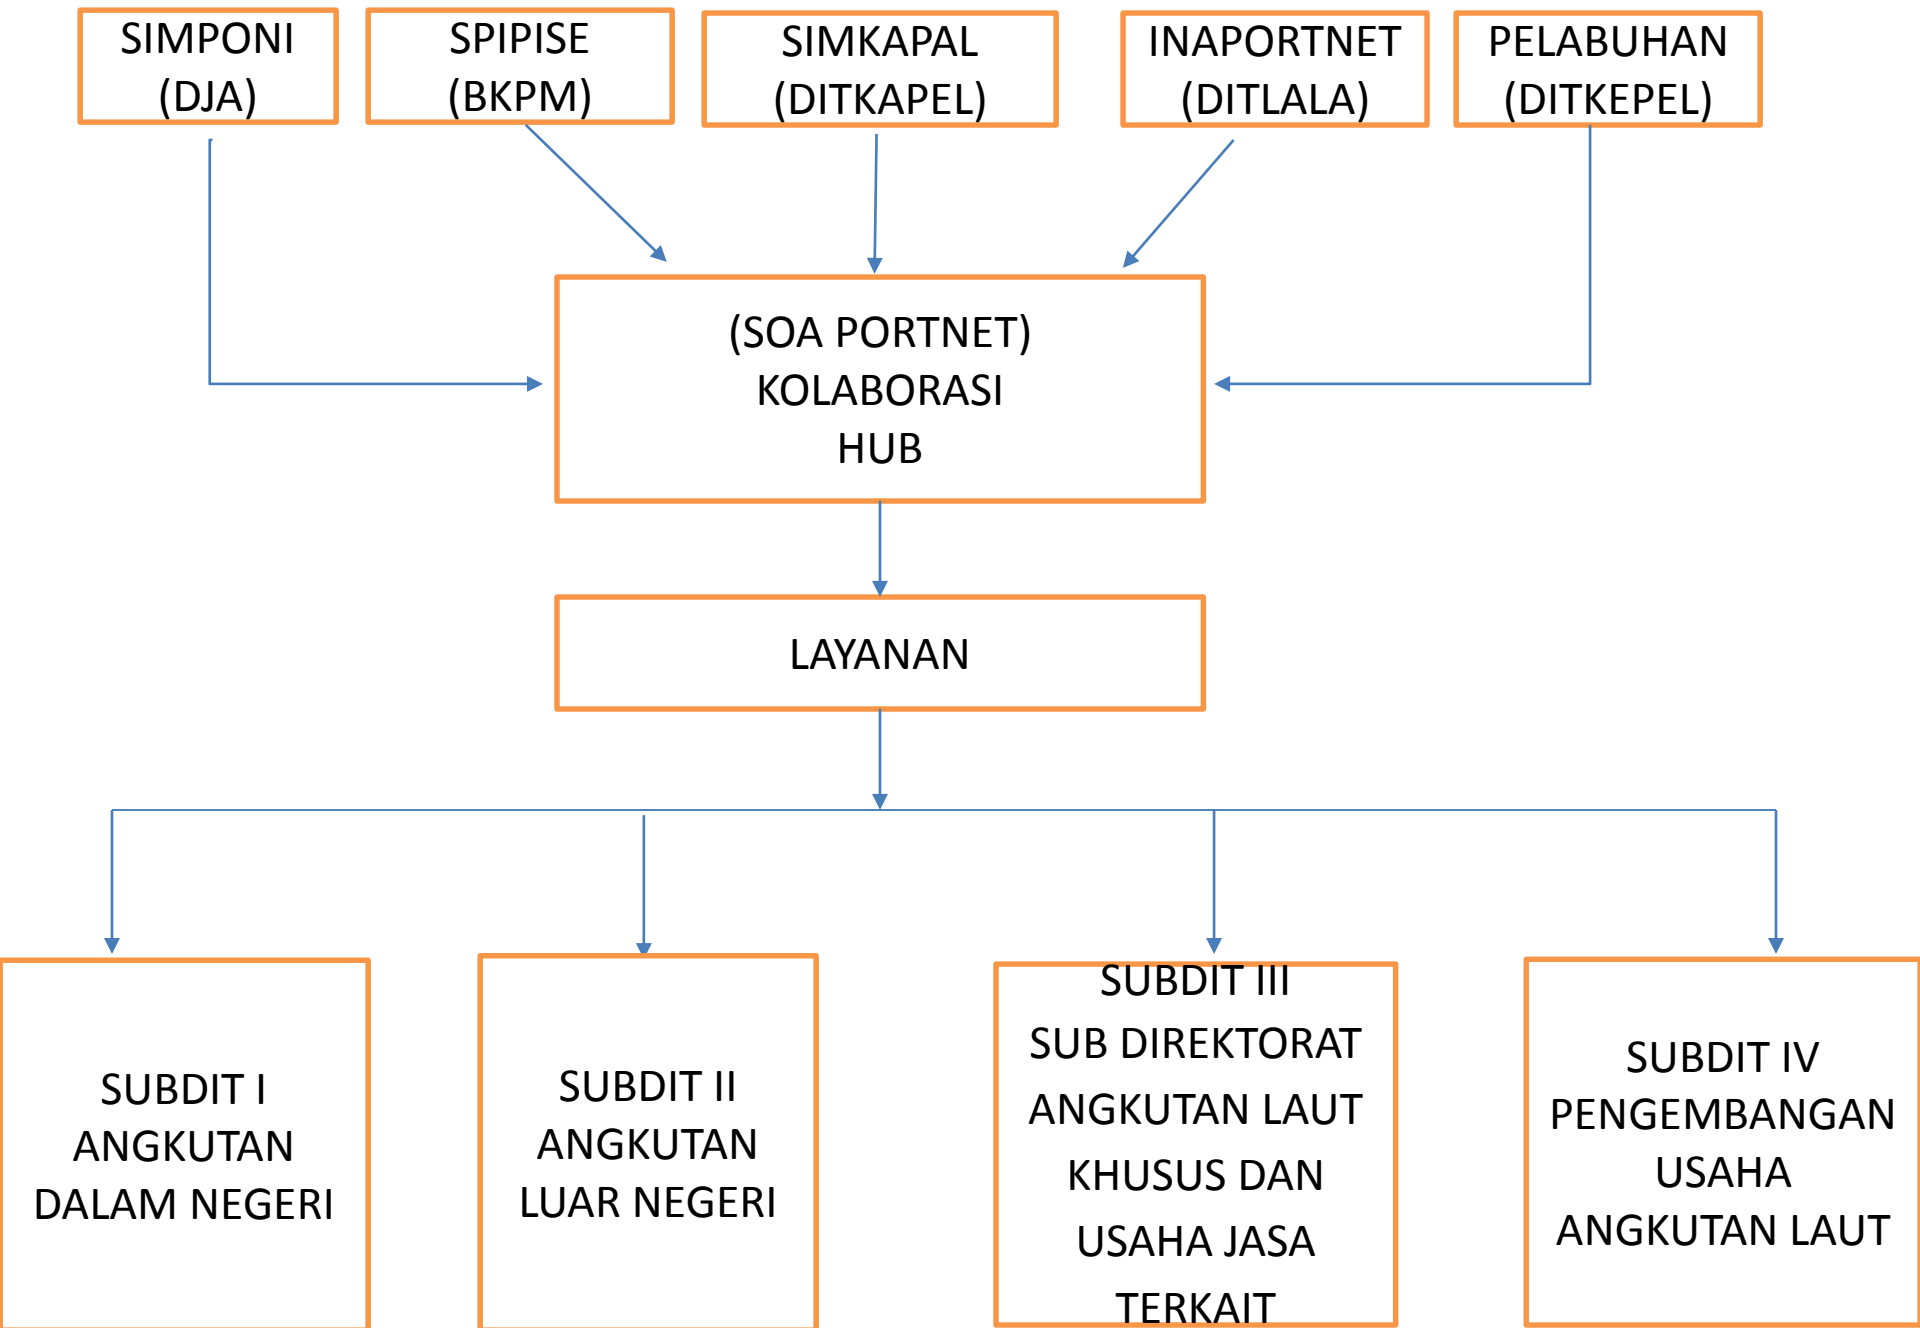 SIMPONI
(DJA)
SPIPISE
(BKPM)
SIMKAPAL
(DITKAPEL)
INAPORTNET
(DITLALA)
PELABUHAN
(DITKEPEL)
(SOA PORTNET)
KOLABORASI
HUB
LAYANAN
SUBDIT I
ANGKUTAN
DALAM NEGERI
SUBDIT II
ANGKUTAN
LUAR NEGERI
SUBDIT III
SUB DIREKTORAT
ANGKUTAN LAUT
KHUSUS DAN
USAHA JASA
TERKAIT
SUBDIT IV
PENGEMBANGAN
USAHA
ANGKUTAN LAUT